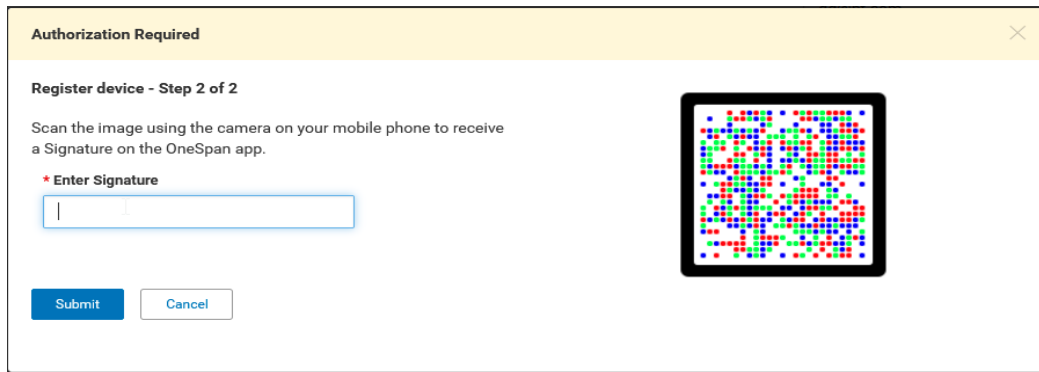 Authorization Required
Register device - Step 2 of 2
Scan the image using the camera on your mobile phone to receive
a Signature on the OneSpan app.
* Enter Signature
Submit
Cancel